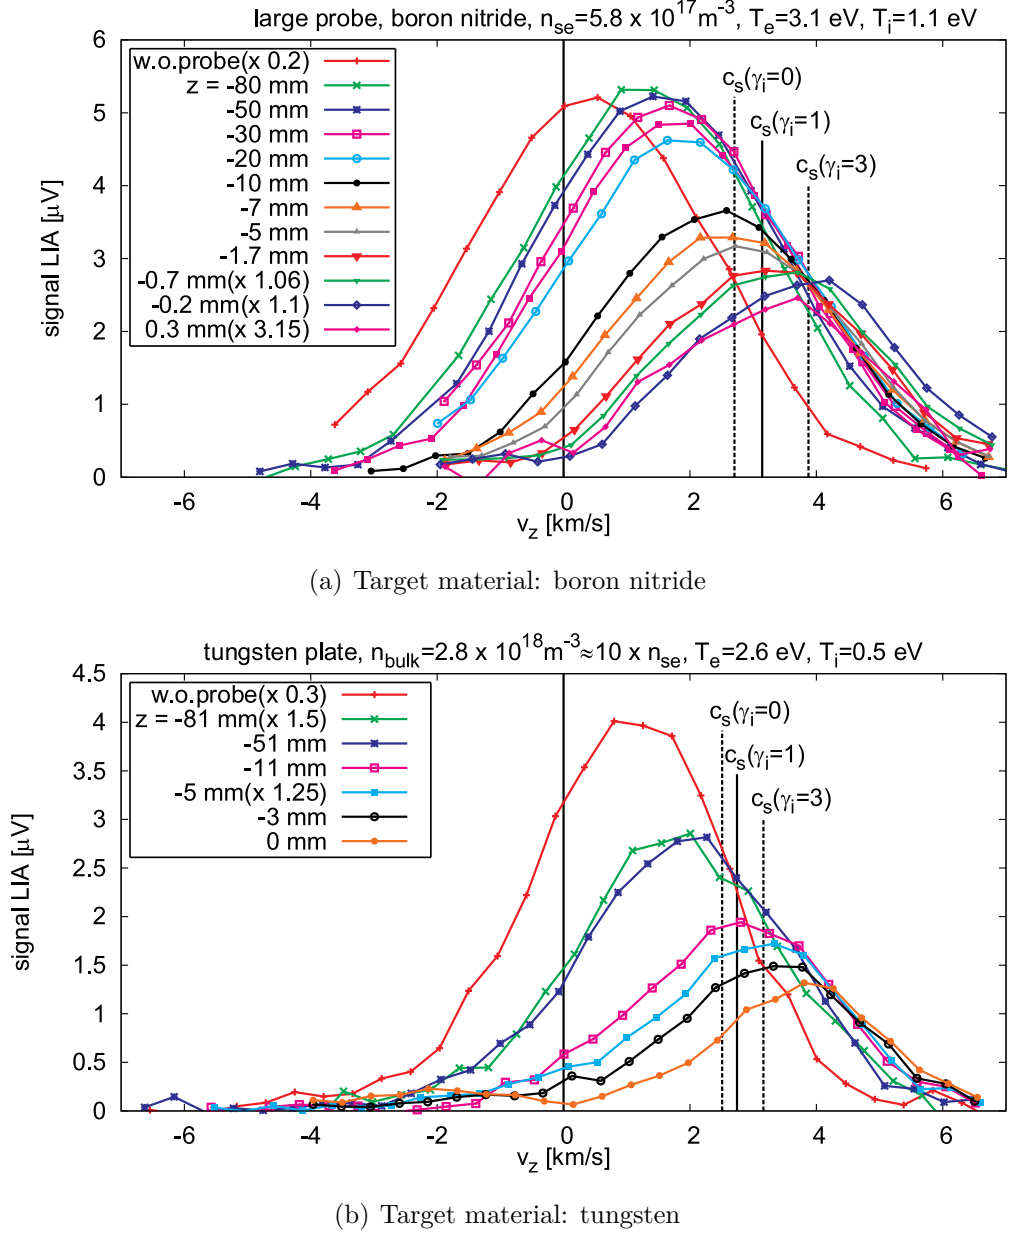 large probe, boron nitride, n_se=5.8 x 10^17 m^-3, T_e=3.1 eV, T_i=1.1 eV
signal LIA [μV]
6
5
4
3
2
1
0
w.o.probe(x 0.2)
z = -80 mm
-50 mm
-30 mm
-20 mm
-10 mm
-7 mm
-5 mm
-1.7 mm
-0.7 mm(x 1.06)
-0.2 mm(x 1.1)
0.3 mm(x 3.15)
c_s(γ_i=0)
c_s(γ_i=1)
c_s(γ_i=3)
-6 -4 -2 0 2 4 6
v_z [km/s]
(a) Target material: boron nitride
tungsten plate, n_bulk=2.8 x 10^18 m^-3≈10 x n_se, T_e=2.6 eV, T_i=0.5 eV
signal LIA [μV]
4.5
4
3.5
3
2.5
2
1.5
1
0.5
0
w.o.probe(x 0.3)
z = -81 mm(x 1.5)
-51 mm
-11 mm
-5 mm(x 1.25)
-3 mm
0 mm
c_s(γ_i=0)
c_s(γ_i=1)
c_s(γ_i=3)
-6 -4 -2 0 2 4 6
v_z [km/s]
(b) Target material: tungsten